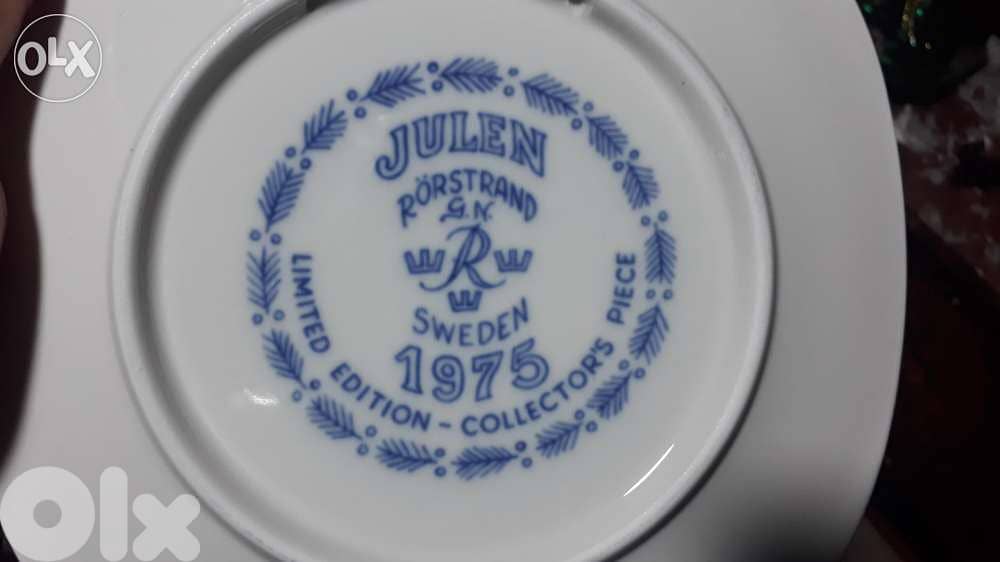 OLX
JULEN
RÖRSTRAND
G.N.
R
SWEDEN
1975
LIMITED EDITION - COLLECTOR'S PIECE
Olx